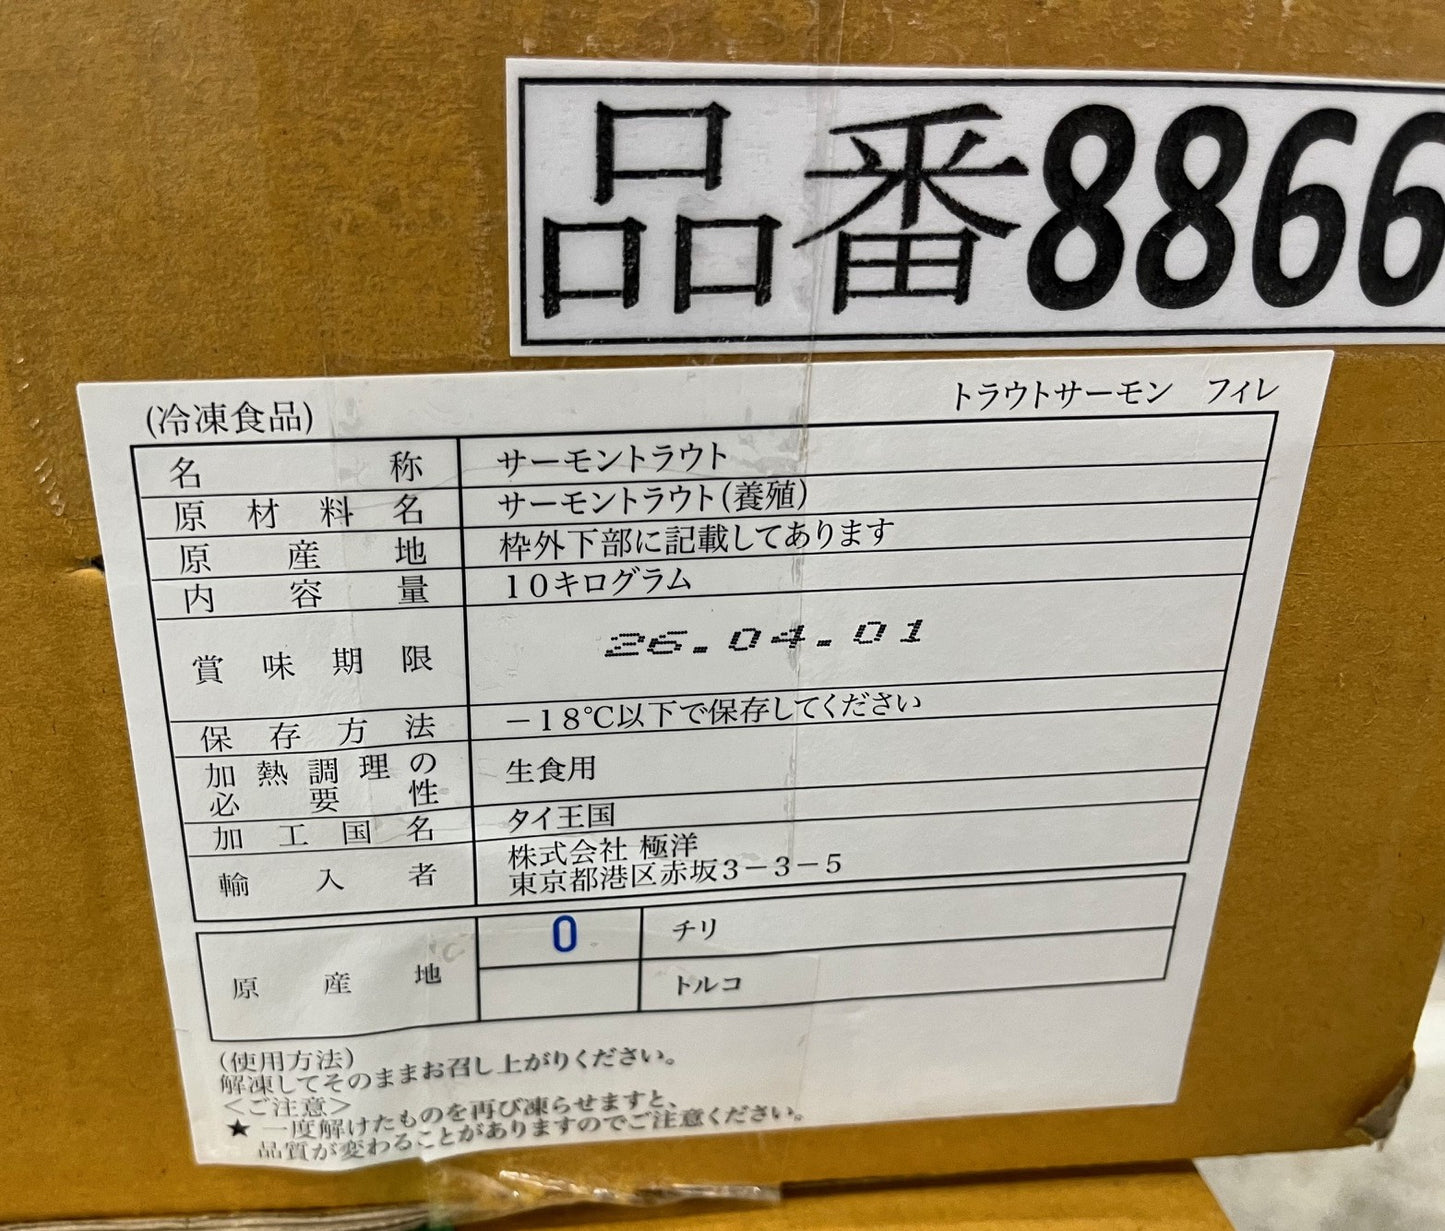 品番8866
トラウトサーモン フィレ
(冷凍食品)
名称 サーモントラウト
原材料名 サーモントラウト(養殖)
原産地 枠外下部に記載してあります
内容量 10キログラム
賞味期限 26.04.01
保存方法 −18℃以下で保存してください
加熱調理の
必要性 生食用
加工国名 タイ王国
輸入者 株式会社 極洋
東京都港区赤坂3−3−5
原産地 0 チリ
トルコ
(使用方法)
解凍してそのままお召し上がりください。
<ご注意>
★ 一度解けたものを再び凍らせますと、
品質が変わることがありますのでご注意ください。